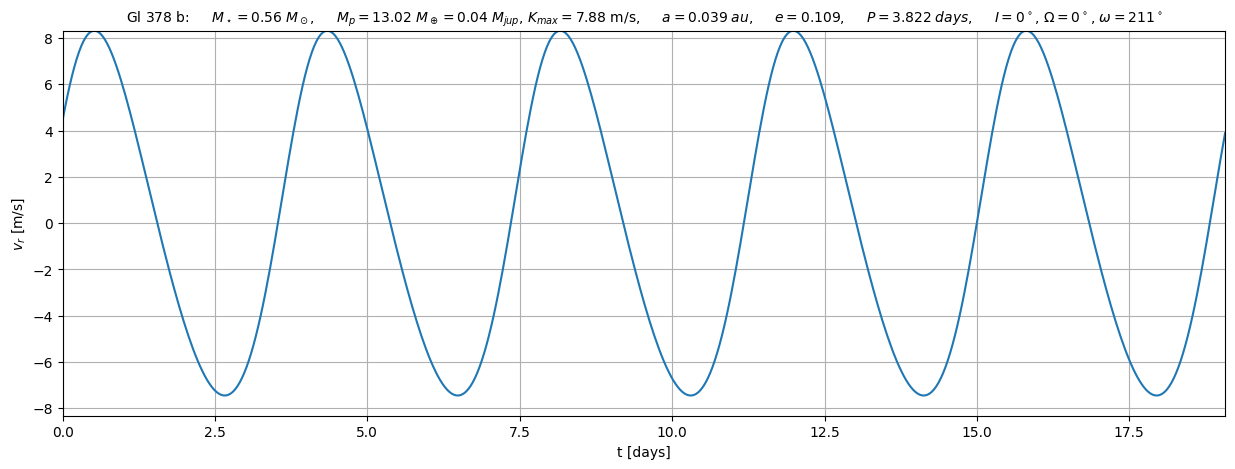 Gl 378 b: M⋆ = 0.56 M⊙, Mp = 13.02 M⊕ = 0.04 Mjup, Kmax = 7.88 m/s, a = 0.039 au, e = 0.109, P = 3.822 days, I = 0°, Ω = 0°, ω = 211°
8
6
4
2
0
−2
−4
−6
−8
vr [m/s]
0.0 2.5 5.0 7.5 10.0 12.5 15.0 17.5
t [days]